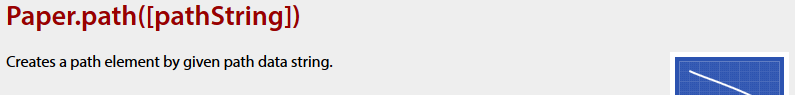 Paper.path([pathString])
Creates a path element by given path data string.